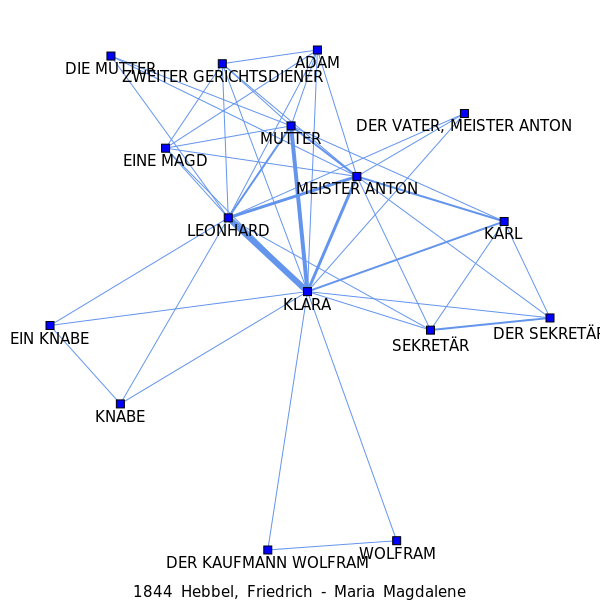 ADAM
DIE MUTTER
ZWEITER GERICHTSDIENER
DER VATER, MEISTER ANTON
MUTTER
EINE MAGD
MEISTER ANTON
LEONHARD
KARL
KLARA
EIN KNABE
DER SEKRETÄR
SEKRETÄR
KNABE
WOLFRAM
DER KAUFMANN WOLFRAM
1844 Hebbel, Friedrich - Maria Magdalene